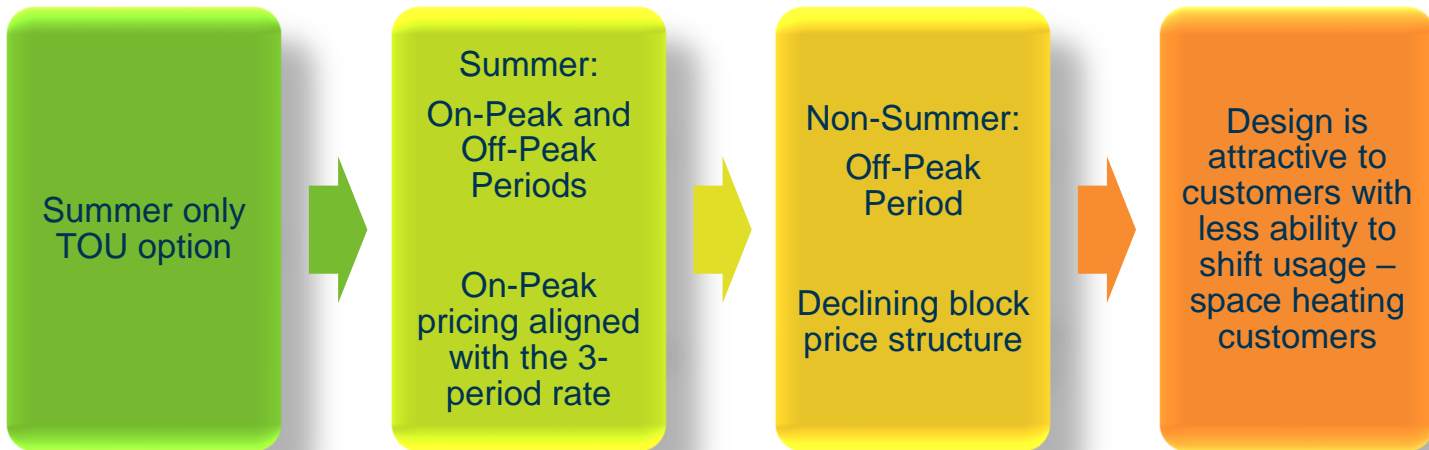 Summer only
TOU option
Summer:
On-Peak and
Off-Peak
Periods
On-Peak
pricing aligned
with the 3-
period rate
Non-Summer:
Off-Peak
Period
Declining block
price structure
Design is
attractive to
customers with
less ability to
shift usage –
space heating
customers